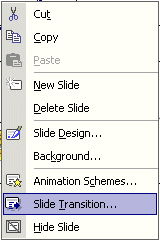 Cut
Copy
Paste
New Slide
Delete Slide
Slide Design...
Background...
Animation Schemes...
Slide Transition...
Hide Slide